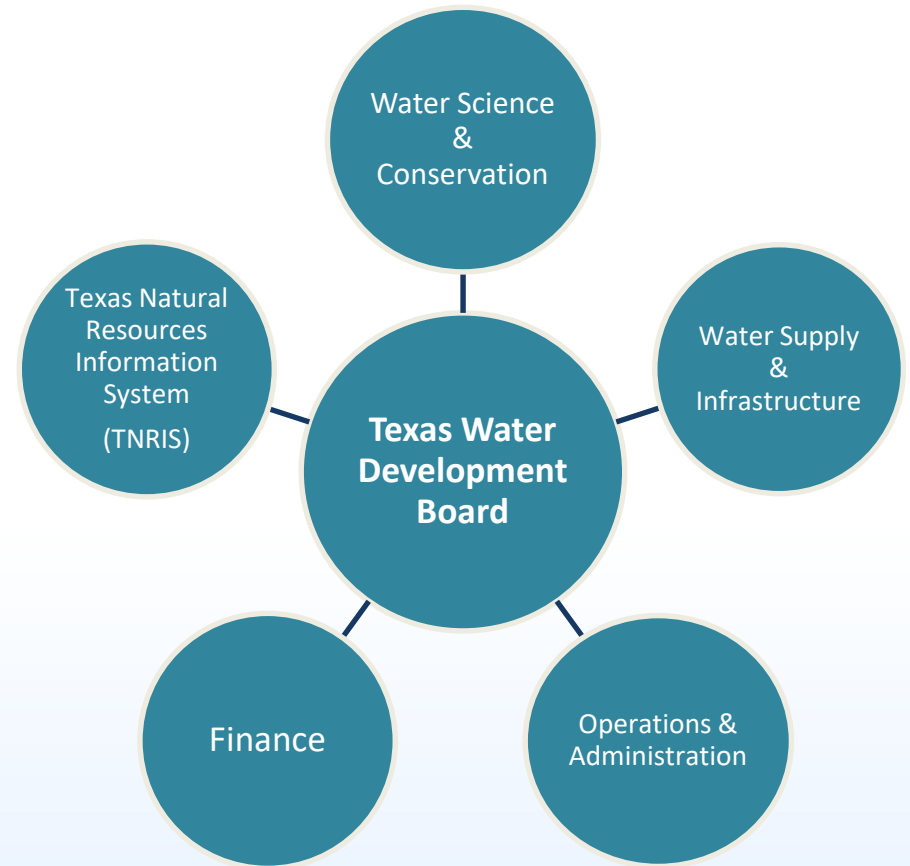 Water Science
&
Conservation
Texas Natural
Resources
Information
System
(TNRIS)
Water Supply
&
Infrastructure
Texas Water
Development
Board
Finance
Operations &
Administration